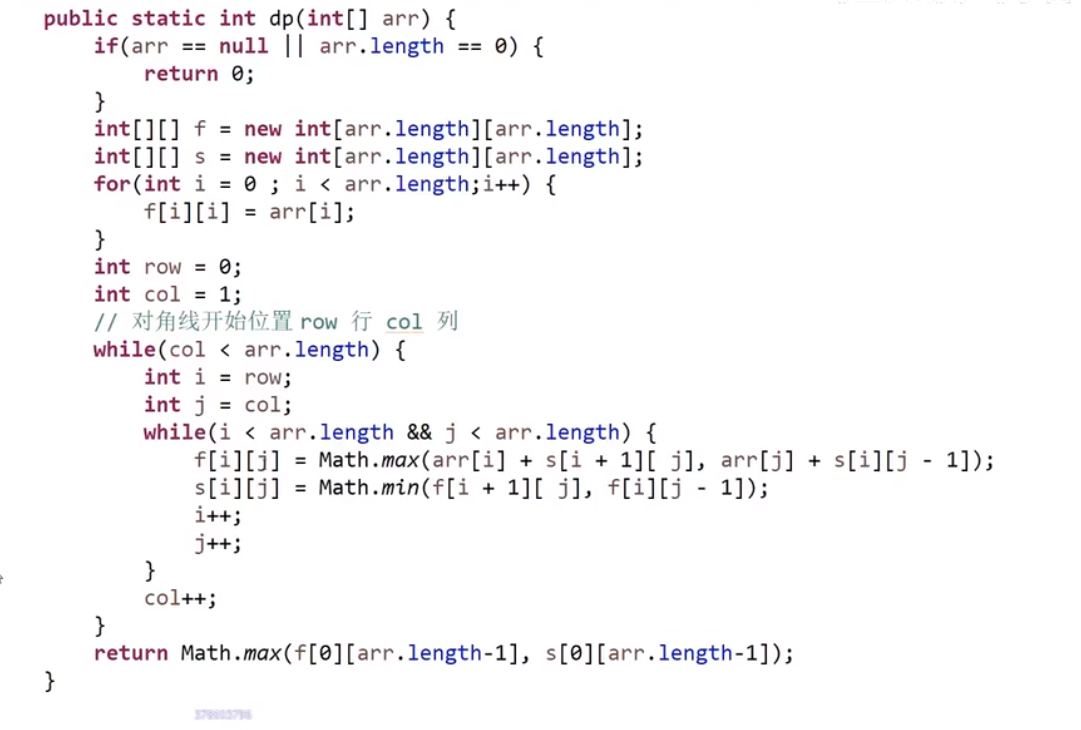 public static int dp(int[] arr) {
if(arr == null || arr.length == 0) {
return 0;
}
int[][] f = new int[arr.length][arr.length];
int[][] s = new int[arr.length][arr.length];
for(int i = 0 ; i < arr.length;i++) {
f[i][i] = arr[i];
}
int row = 0;
int col = 1;
// 对角线开始位置 row 行 col 列
while(col < arr.length) {
int i = row;
int j = col;
while(i < arr.length && j < arr.length) {
f[i][j] = Math.max(arr[i] + s[i + 1][ j], arr[j] + s[i][j - 1]);
s[i][j] = Math.min(f[i + 1][ j], f[i][j - 1]);
i++;
j++;
}
col++;
}
return Math.max(f[0][arr.length-1], s[0][arr.length-1]);
}